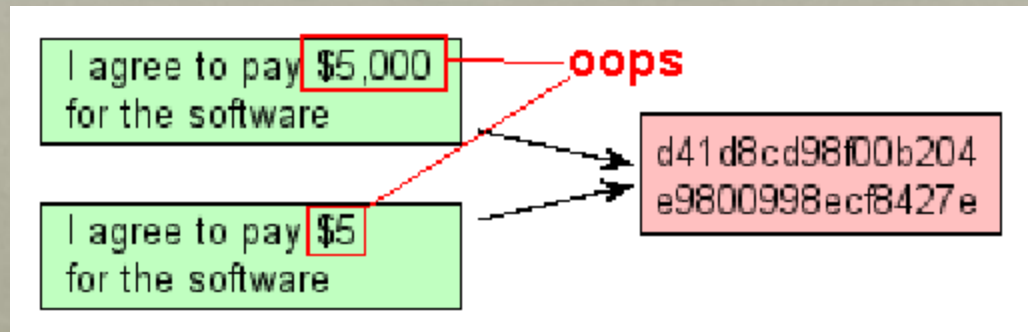 I agree to pay $5,000
for the software
oops
d41d8cd98f00b204
e9800998ecf8427e
I agree to pay $5
for the software